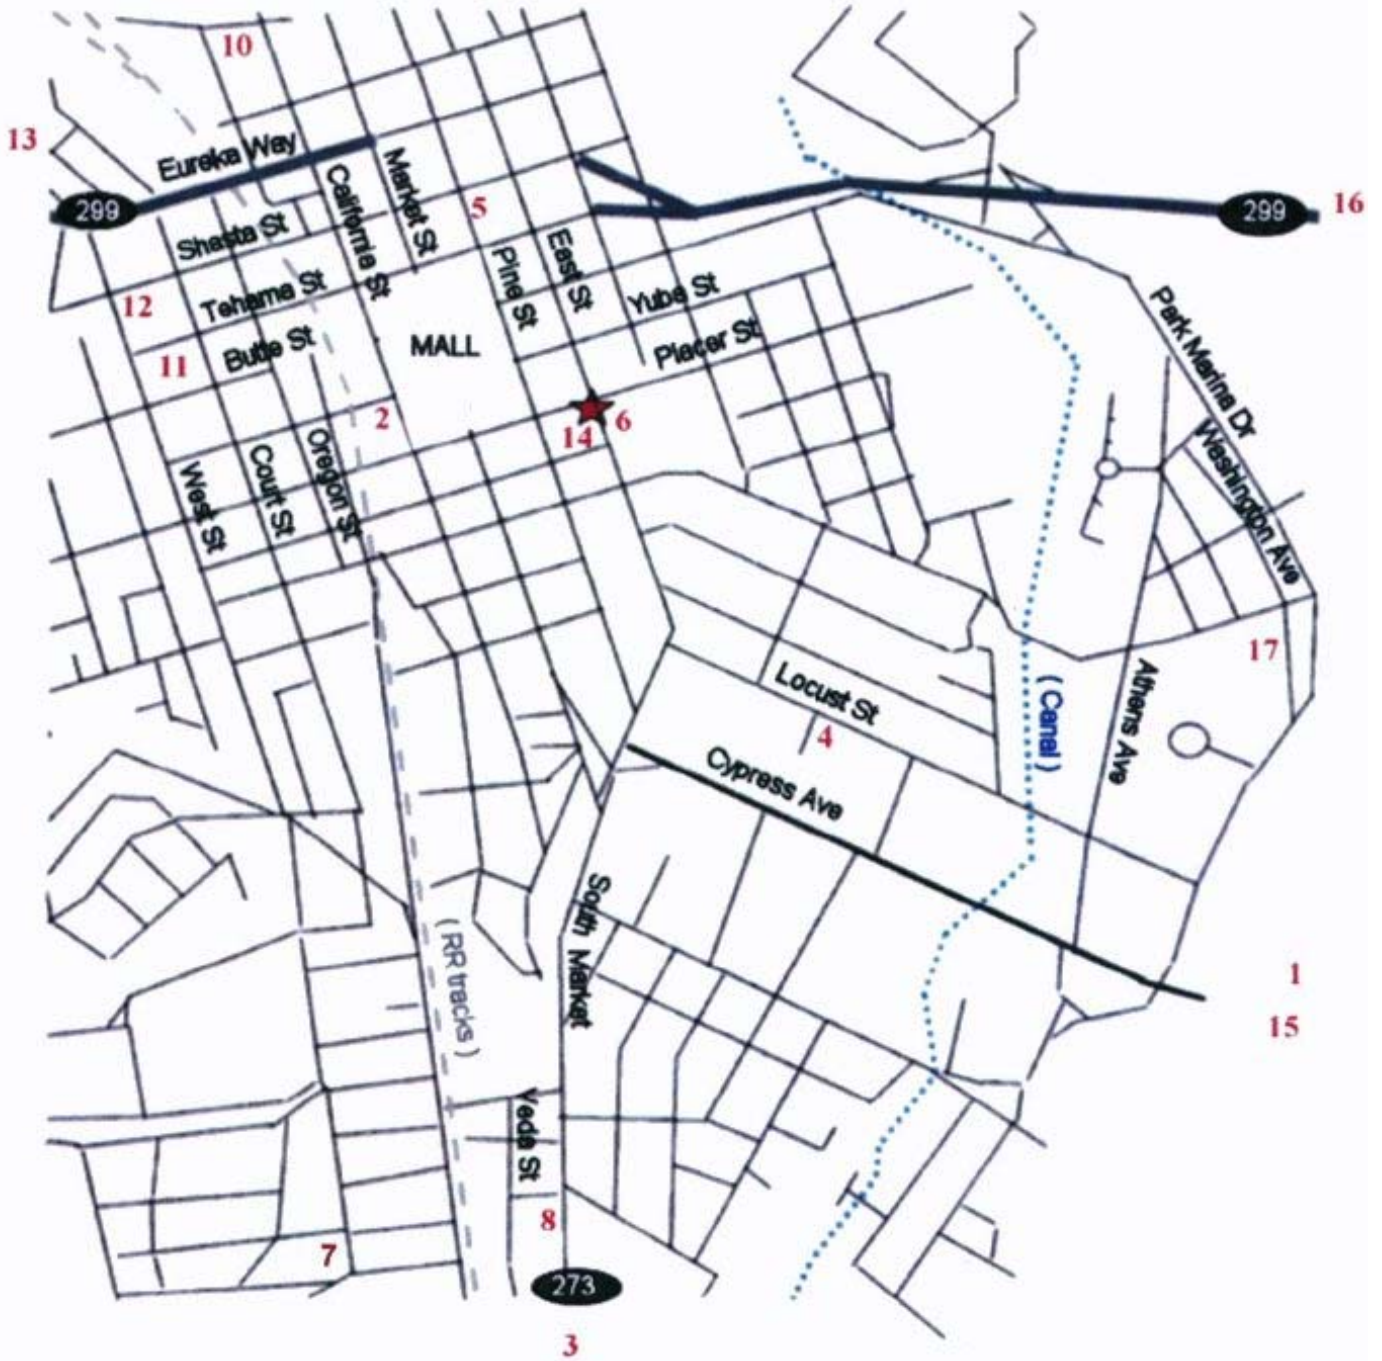 10
13
Eureka Way
Market St
California St
299
5
299
16
Shasta St
Pine St
East St
Tehama St
Yuba St
12
Park Marina Dr
Butte St
MALL
Placer St
11
2
14
6
Oregon St
Court St
West St
Washington Ave
17
Locust St
4
( Canal )
Athens Ave
Cypress Ave
South Market
( RR tracks )
1
15
Veda St
8
7
273
3